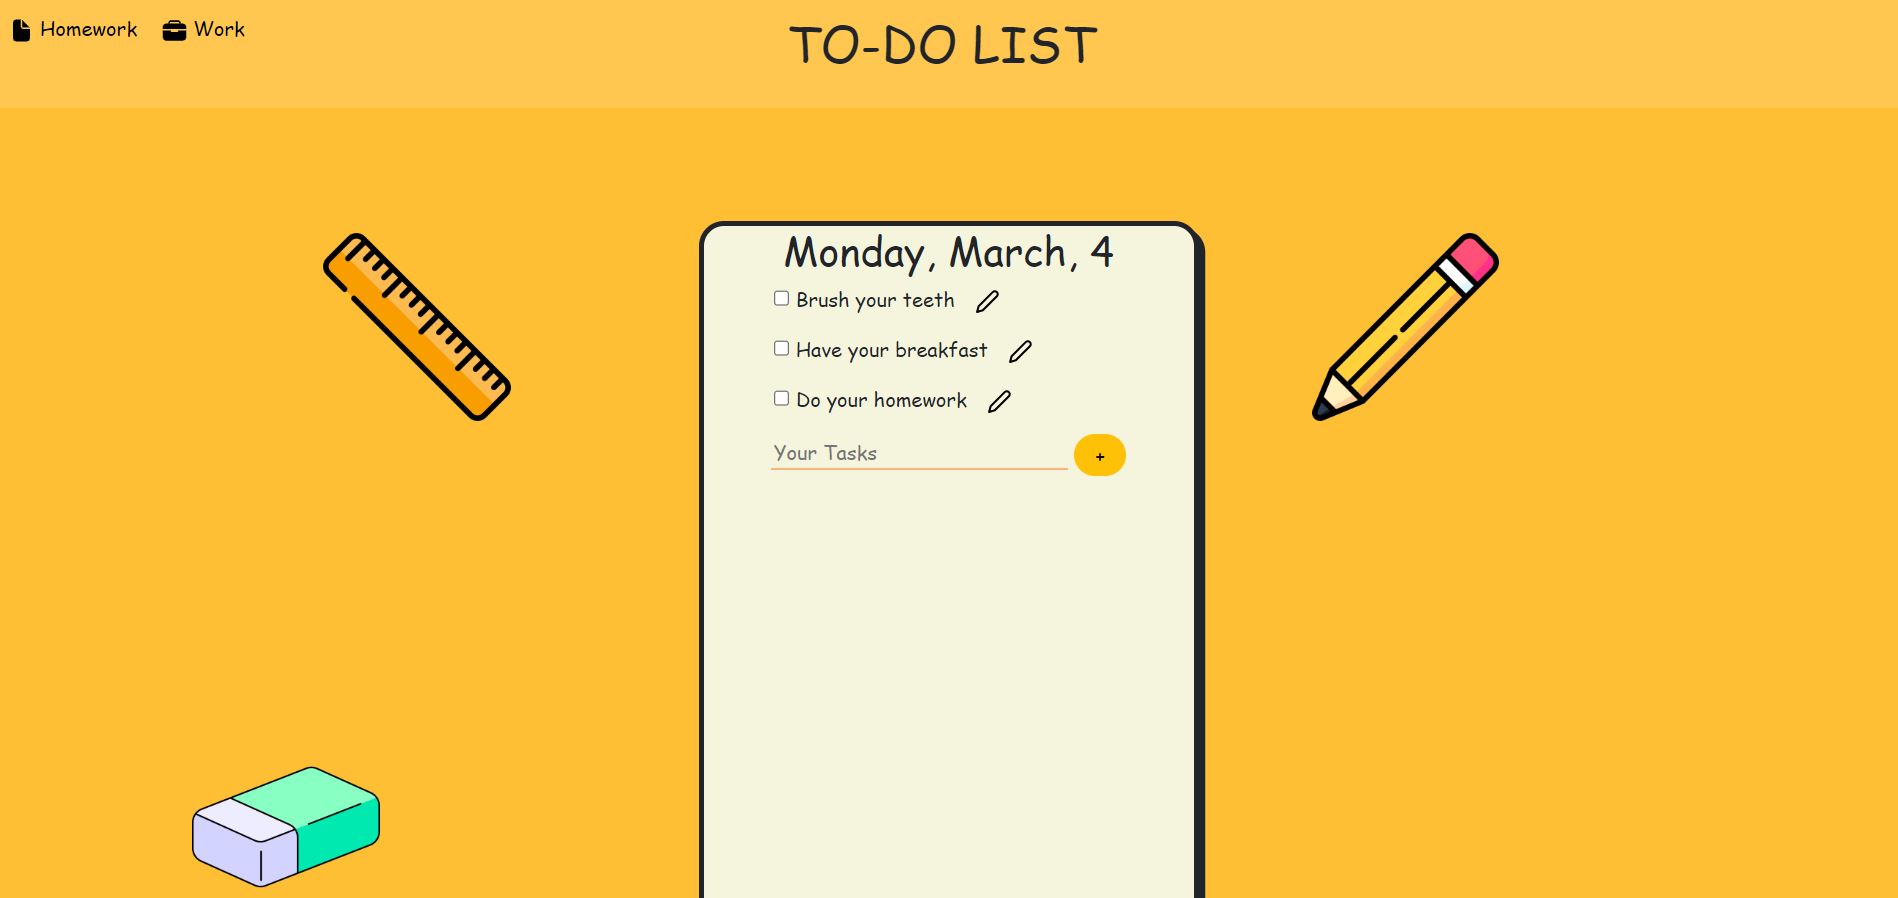 Homework Work
TO-DO LIST
Monday, March, 4
Brush your teeth
Have your breakfast
Do your homework
Your Tasks +